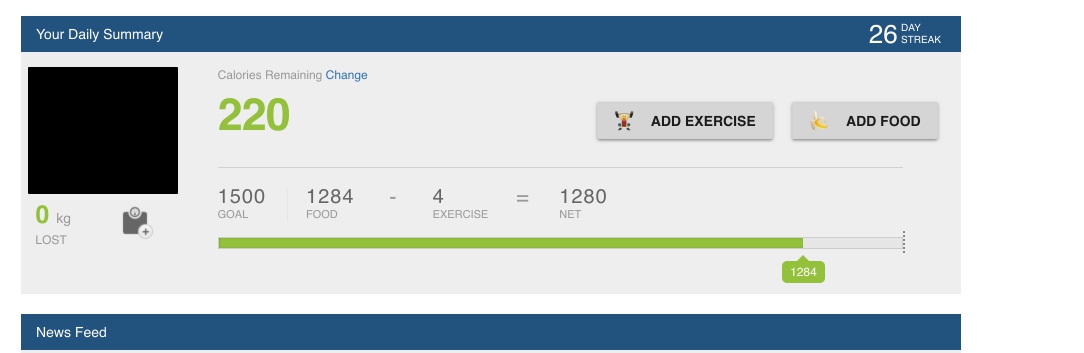 Your Daily Summary
26 DAY STREAK
Calories Remaining Change
220
ADD EXERCISE
ADD FOOD
0 kg
LOST
1500 1284 - 4 = 1280
GOAL FOOD EXERCISE NET
1284
News Feed